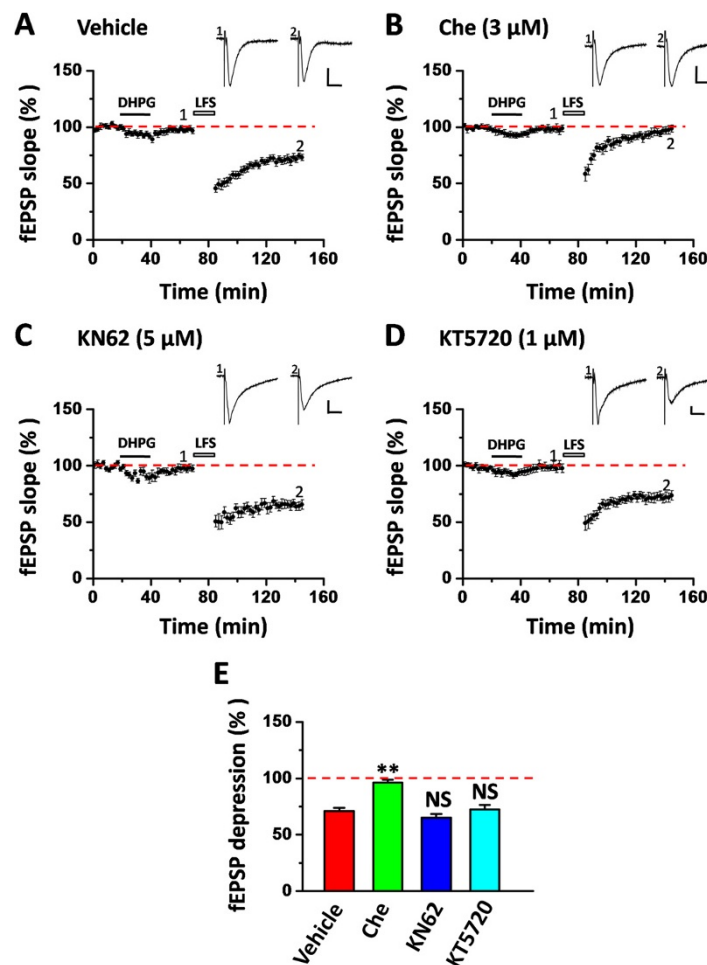 A Vehicle
1 2
150
DHPG 1 LFS
100
50
2
0
0 40 80 120 160
fEPSP slope (% )
Time (min)
B Che (3 μM)
1 2
150
DHPG 1 LFS
100
50
2
0
0 40 80 120 160
fEPSP slope (% )
Time (min)
C KN62 (5 μM)
1 2
150
DHPG 1 LFS
100
50
2
0
0 40 80 120 160
fEPSP slope (% )
Time (min)
D KT5720 (1 μM)
1 2
150
DHPG 1 LFS
100
50
2
0
0 40 80 120 160
fEPSP slope (% )
Time (min)
E
150
100
50
0
fEPSP depression (% )
** NS NS
Vehicle Che KN62 KT5720